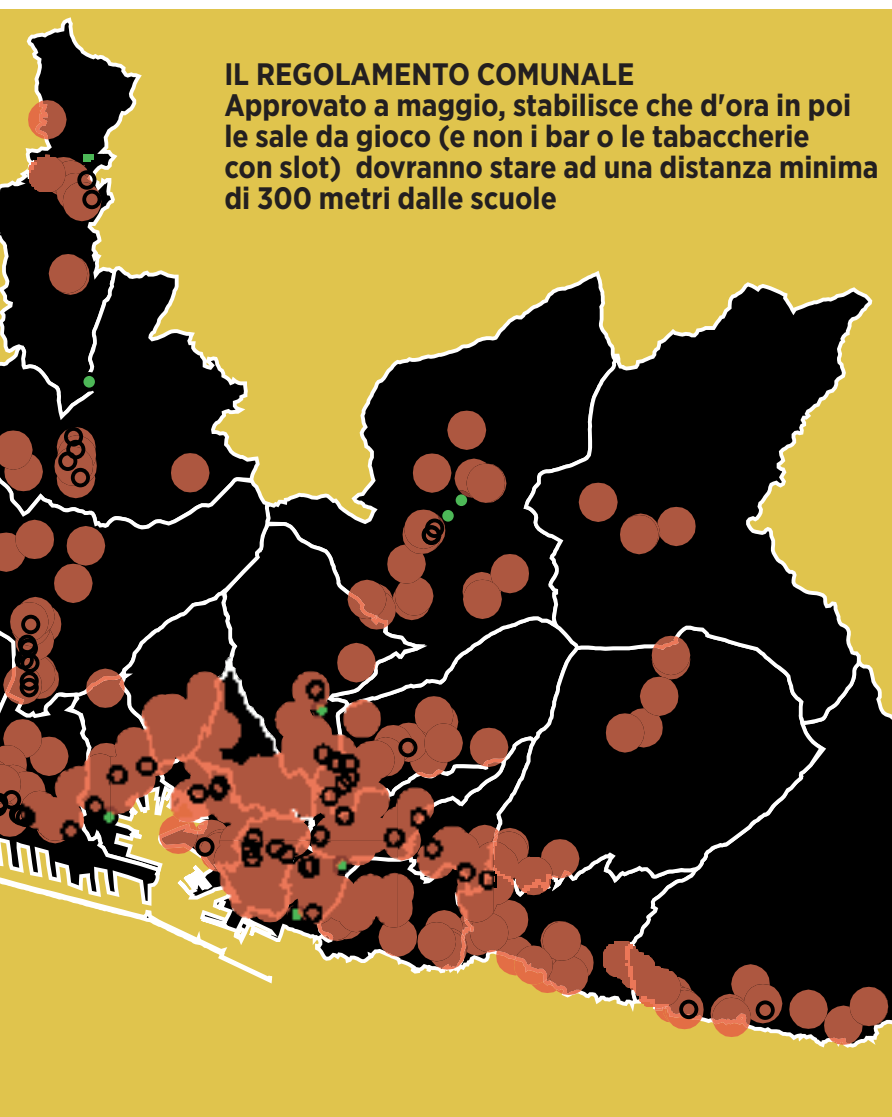 IL REGOLAMENTO COMUNALE
Approvato a maggio, stabilisce che d'ora in poi
le sale da gioco (e non i bar o le tabaccherie
con slot)  dovranno stare ad una distanza minima
di 300 metri dalle scuole